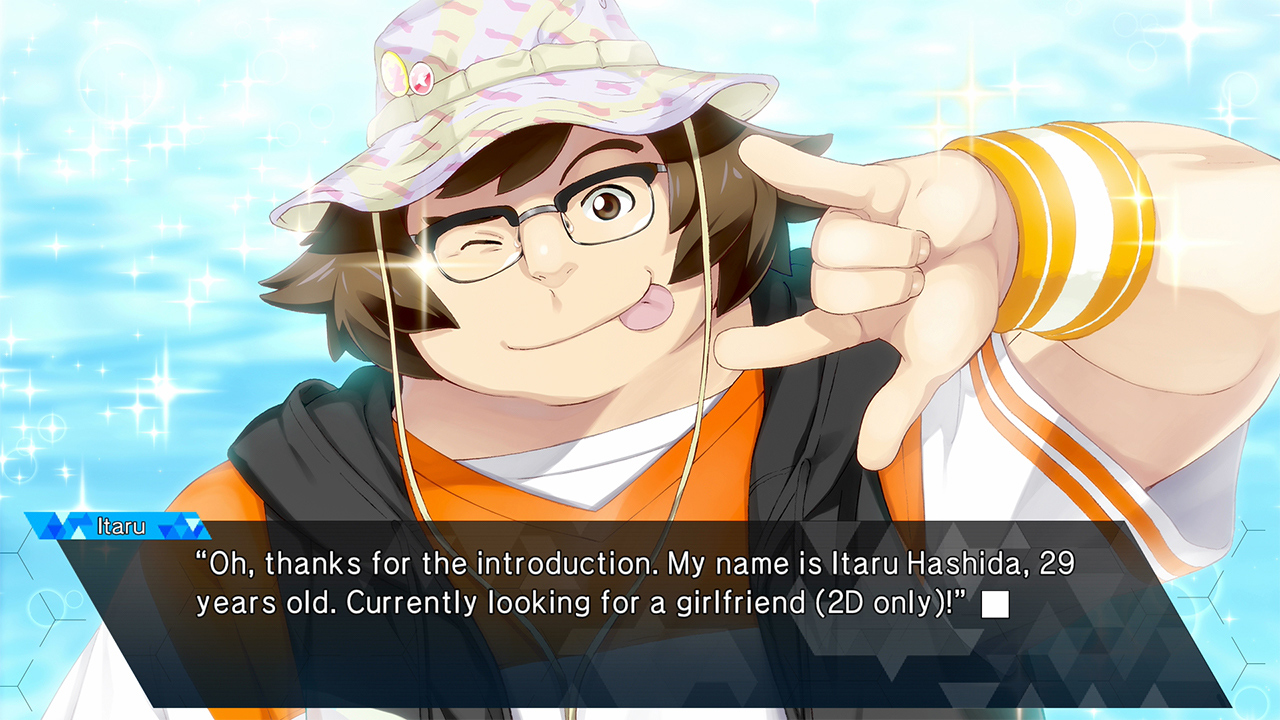 Itaru
“Oh, thanks for the introduction. My name is Itaru Hashida, 29
years old. Currently looking for a girlfriend (2D only)!”